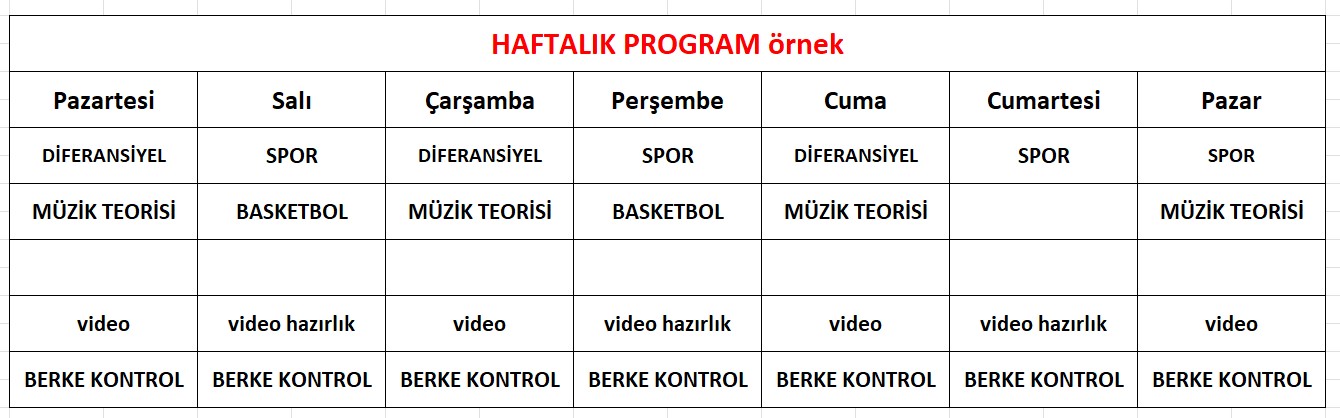 HAFTALIK PROGRAM örnek
Pazartesi Salı Çarşamba Perşembe Cuma Cumartesi Pazar
DİFERANSİYEL SPOR DİFERANSİYEL SPOR DİFERANSİYEL SPOR SPOR
MÜZİK TEORİSİ BASKETBOL MÜZİK TEORİSİ BASKETBOL MÜZİK TEORİSİ MÜZİK TEORİSİ
video video hazırlık video video hazırlık video video hazırlık video
BERKE KONTROL BERKE KONTROL BERKE KONTROL BERKE KONTROL BERKE KONTROL BERKE KONTROL BERKE KONTROL